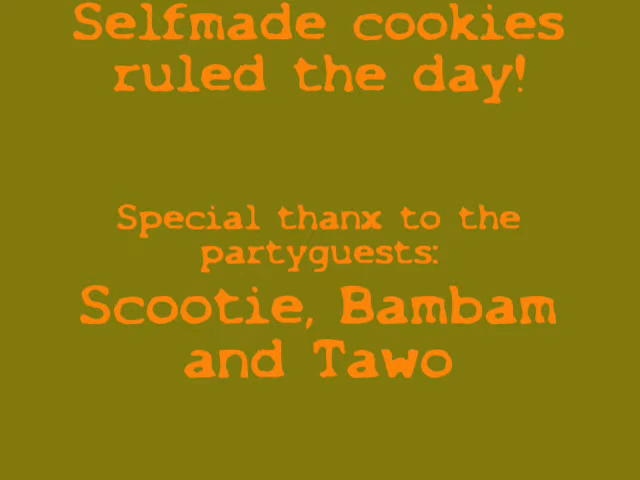 Selfmade cookies
ruled the day!
Special thanx to the
partyguests:
Scootie, Bambam
and Tawo